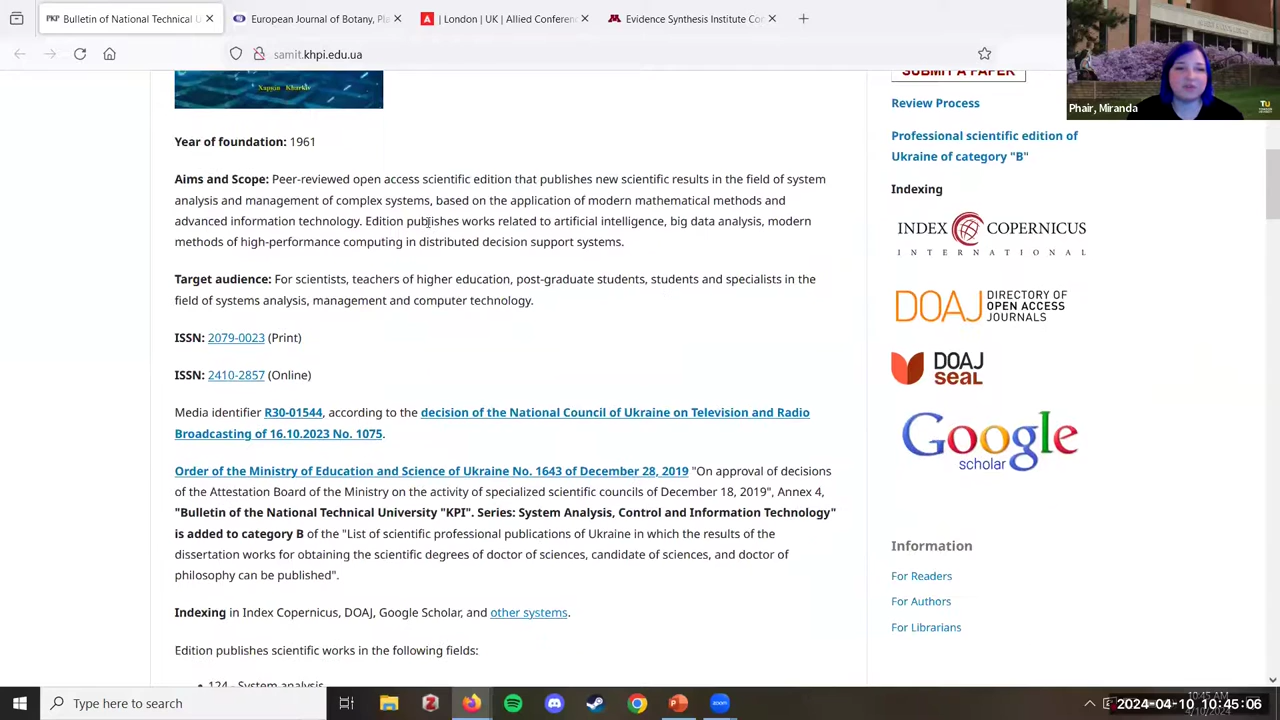 Bulletin of National Technical U
European Journal of Botany, Pla
| London | UK | Allied Conferen
Evidence Synthesis Institute Co
samit.khpi.edu.ua
Phair, Miranda
TU
Харків Kharkiv
SUBMIT A PAPER
Review Process
Professional scientific edition of
Ukraine of category "B"
Year of foundation: 1961
Aims and Scope: Peer-reviewed open access scientific edition that publishes new scientific results in the field of system
analysis and management of complex systems, based on the application of modern mathematical methods and
advanced information technology. Edition publishes works related to artificial intelligence, big data analysis, modern
methods of high-performance computing in distributed decision support systems.
Target audience: For scientists, teachers of higher education, post-graduate students, students and specialists in the
field of systems analysis, management and computer technology.
ISSN: 2079-0023 (Print)
ISSN: 2410-2857 (Online)
Media identifier R30-01544, according to the decision of the National Council of Ukraine on Television and Radio
Broadcasting of 16.10.2023 No. 1075.
Order of the Ministry of Education and Science of Ukraine No. 1643 of December 28, 2019 "On approval of decisions
of the Attestation Board of the Ministry on the activity of specialized scientific councils of December 18, 2019", Annex 4,
"Bulletin of the National Technical University "KPI". Series: System Analysis, Control and Information Technology"
is added to category B of the "List of scientific professional publications of Ukraine in which the results of the
dissertation works for obtaining the scientific degrees of doctor of sciences, candidate of sciences, and doctor of
philosophy can be published".
Indexing in Index Copernicus, DOAJ, Google Scholar, and other systems.
Edition publishes scientific works in the following fields:
124 - System analysis
Indexing
INDEX COPERNICUS
INTERNATIONAL
DOAJ DIRECTORY OF
OPEN ACCESS
JOURNALS
DOAJ
SEAL
Google
scholar
Information
For Readers
For Authors
For Librarians
Type here to search
zoom
10:45 AM
2024-04-10 10:45:06
4/10/2024